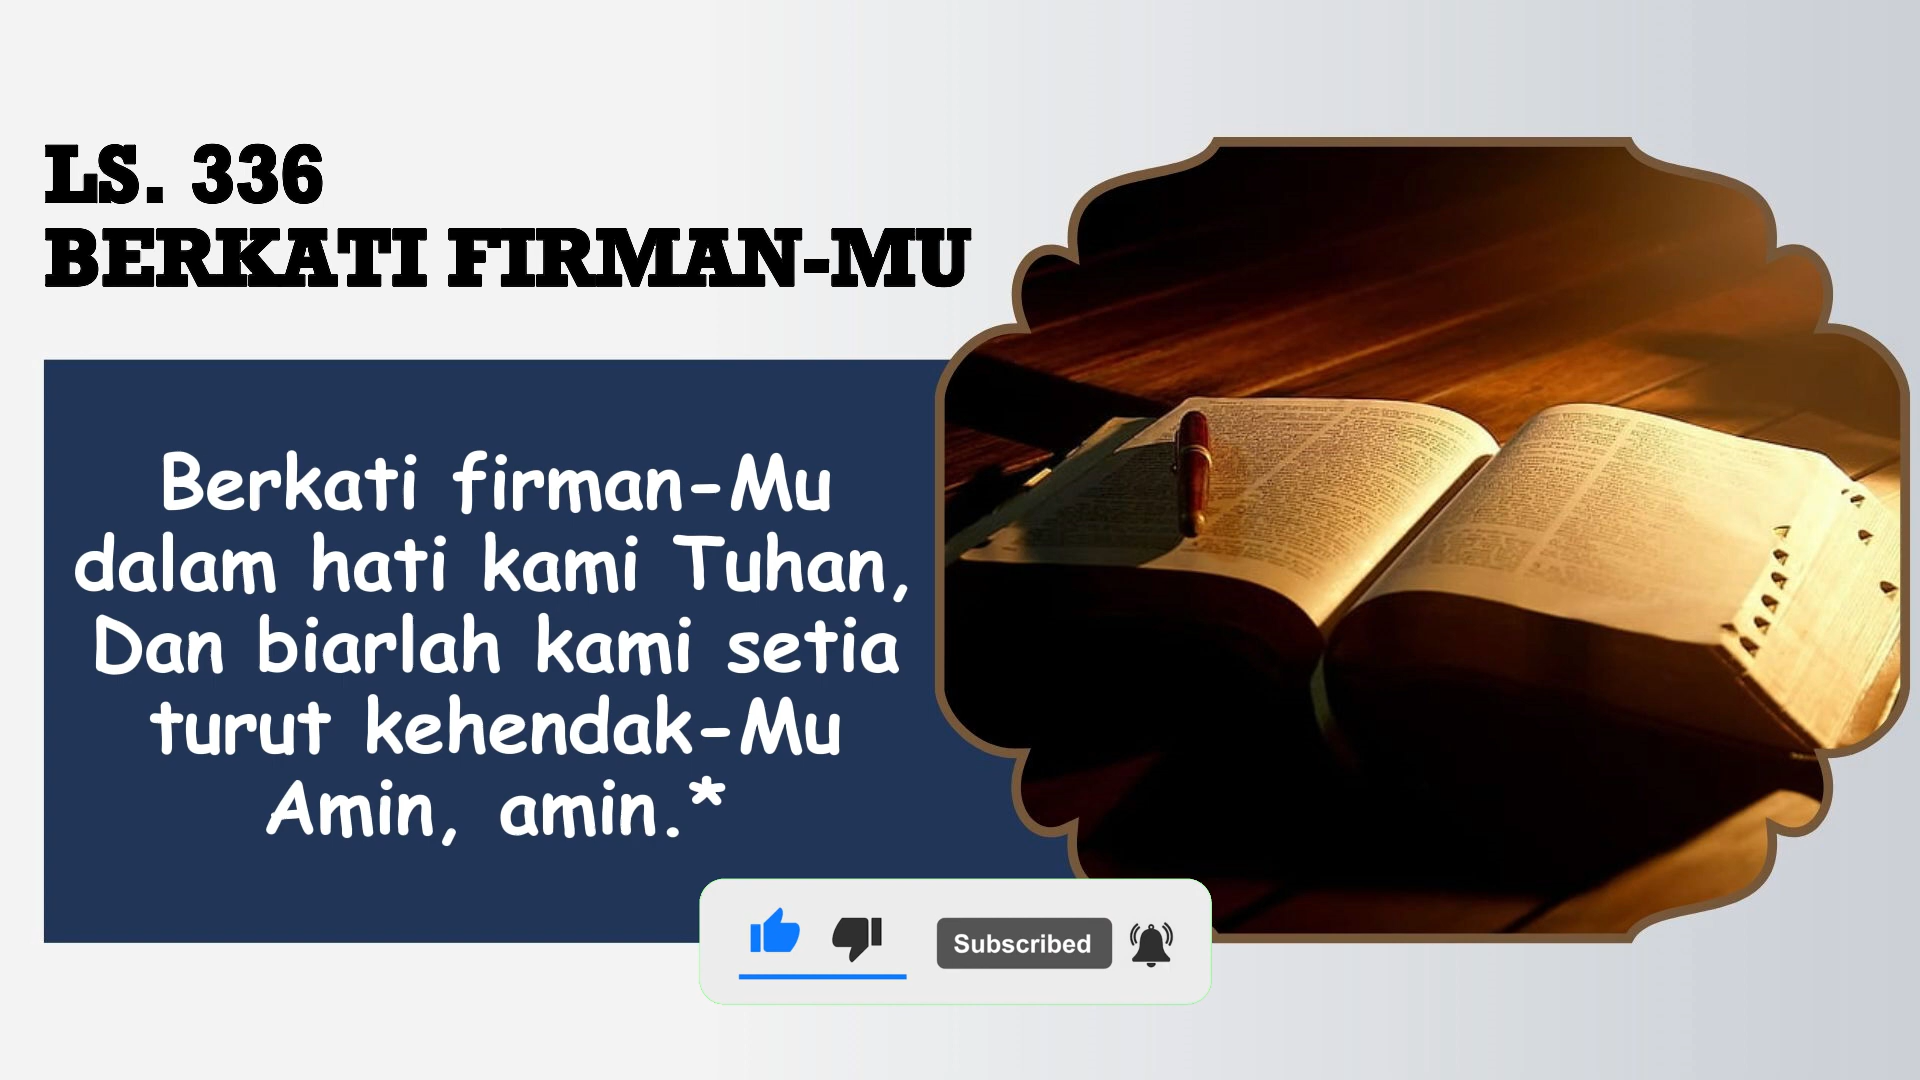 LS. 336
BERKATI FIRMAN-MU
Berkati firman-Mu
dalam hati kami Tuhan,
Dan biarlah kami setia
turut kehendak-Mu
Amin, amin.*
Subscribed